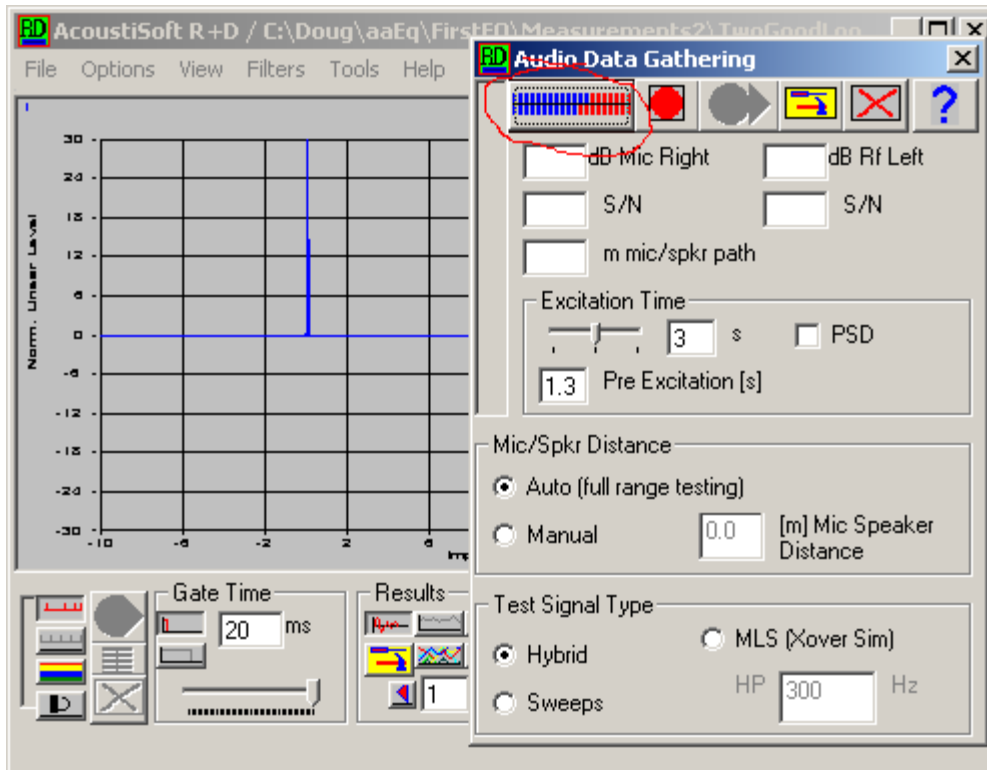 RD AcoustiSoft R+D / C:\Doug\aaEq\FirstEQ\Measurements2\TwoGoodLoo
File Options View Filters Tools Help
30
24
18
12
6
0
-6
-12
-18
-24
-30
Norm. Linear Level
-10 -6 -2 2 6
Imp
Gate Time
20 ms
Results
1
RD Audio Data Gathering
?
dB Mic Right dB Rf Left
S/N S/N
m mic/spkr path
Excitation Time
3 s PSD
1.3 Pre Excitation [s]
Mic/Spkr Distance
Auto (full range testing)
Manual 0.0 [m] Mic Speaker
Distance
Test Signal Type
Hybrid MLS (Xover Sim)
Sweeps HP 300 Hz